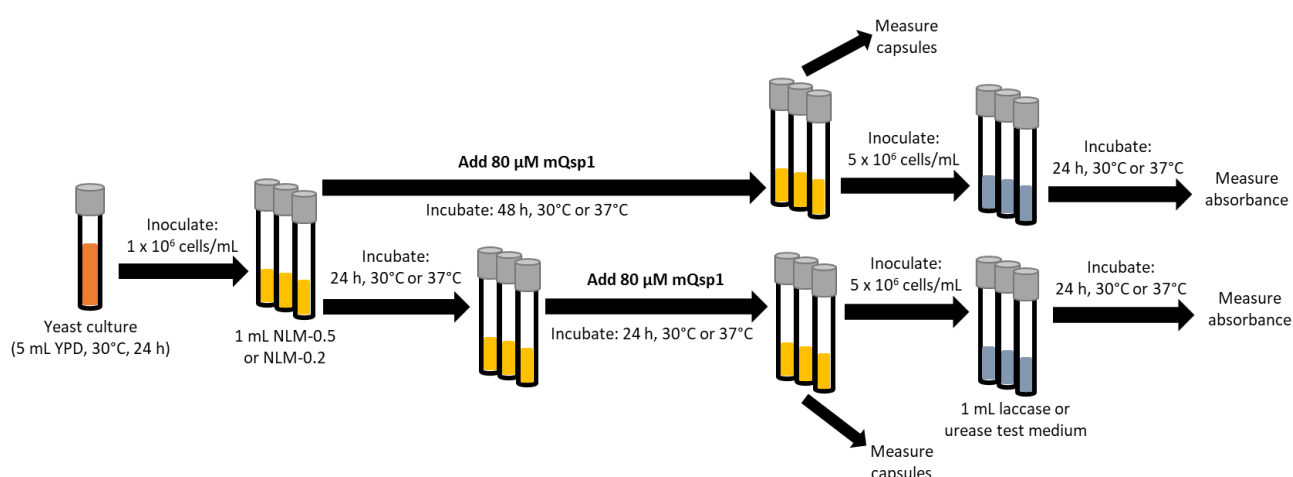 Measure
capsules
Inoculate:
5 x 10⁶ cells/mL
Incubate:
24 h, 30°C or 37°C
Measure
absorbance
Add 80 µM mQsp1
Incubate: 48 h, 30°C or 37°C
Inoculate:
1 x 10⁶ cells/mL
Yeast culture
(5 mL YPD, 30°C, 24 h)
1 mL NLM-0.5
or NLM-0.2
Incubate:
24 h, 30°C or 37°C
Add 80 µM mQsp1
Incubate: 24 h, 30°C or 37°C
Inoculate:
5 x 10⁶ cells/mL
Incubate:
24 h, 30°C or 37°C
Measure
absorbance
1 mL laccase or
urease test medium
Measure
capsules